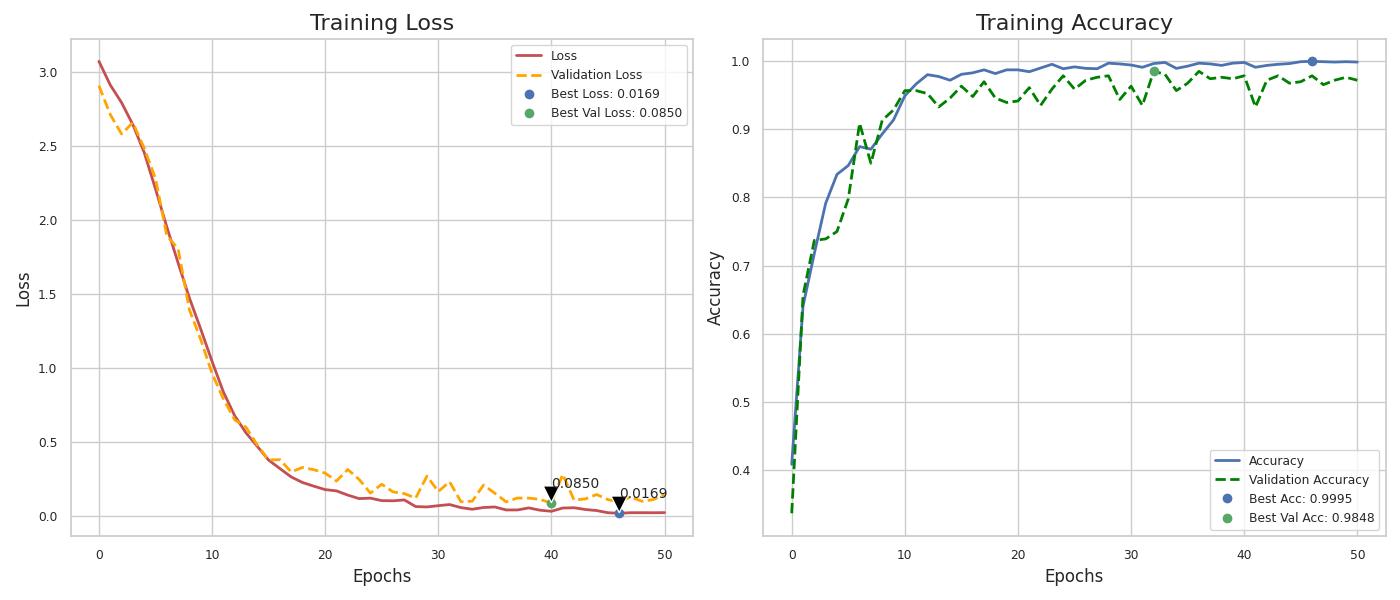 Training Loss
3.0
2.5
2.0
1.5
1.0
0.5
0.0
Loss
Loss
Validation Loss
Best Loss: 0.0169
Best Val Loss: 0.0850
0.0850
0.0169
0 10 20 30 40 50
Epochs
Training Accuracy
1.0
0.9
0.8
0.7
0.6
0.5
0.4
Accuracy
Accuracy
Validation Accuracy
Best Acc: 0.9995
Best Val Acc: 0.9848
0 10 20 30 40 50
Epochs